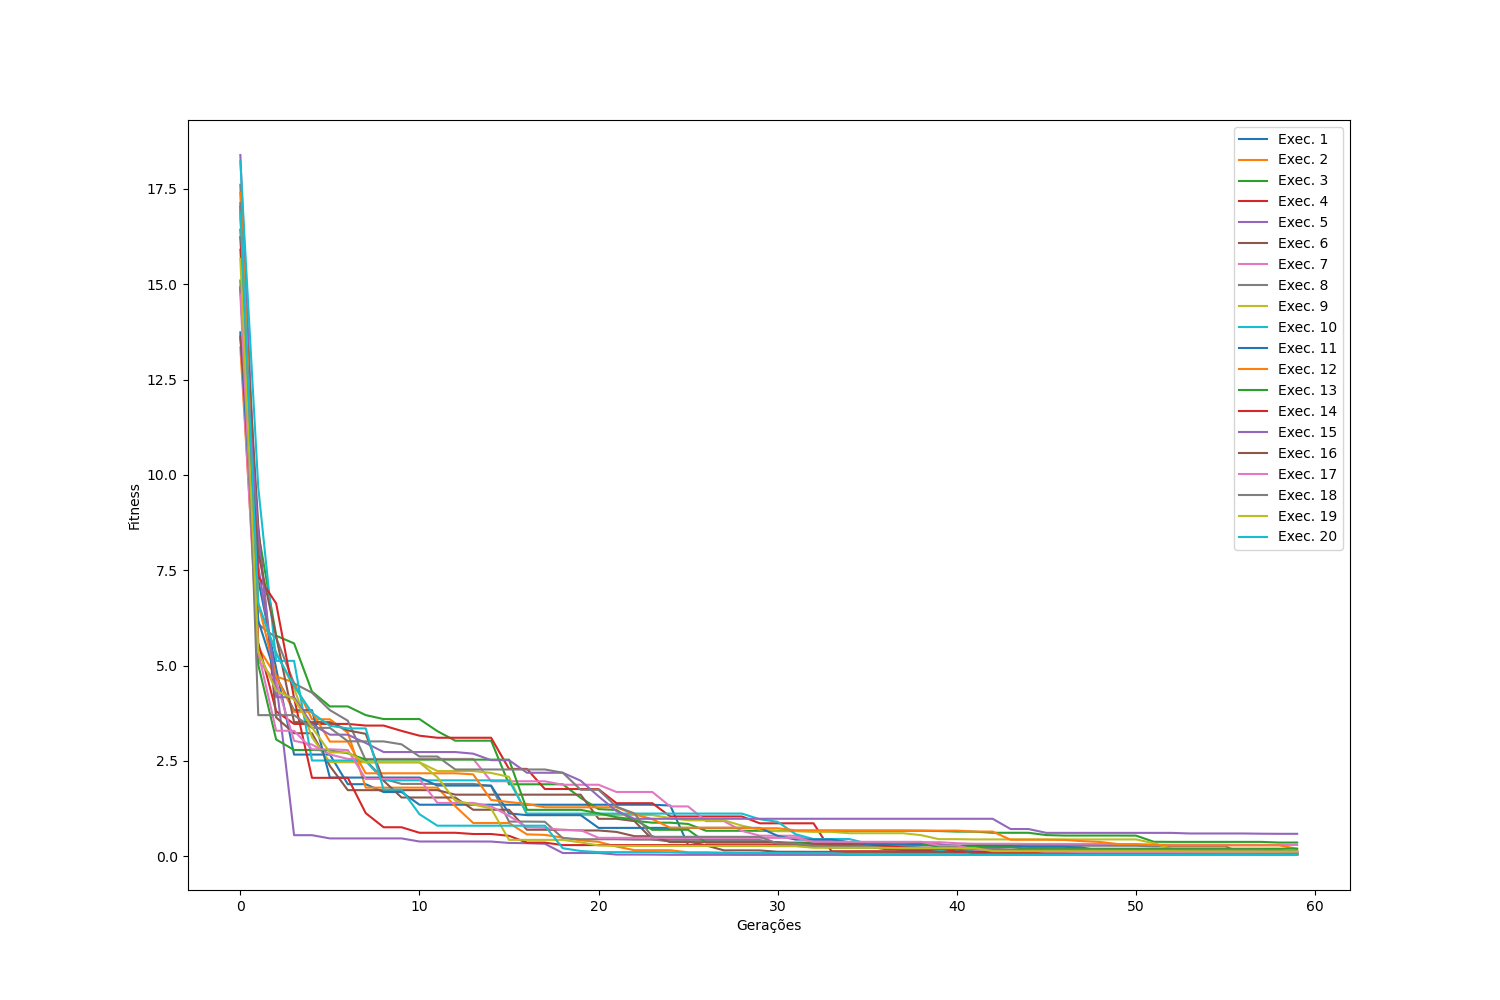 17.5
15.0
12.5
10.0
7.5
5.0
2.5
0.0
Fitness
0 10 20 30 40 50 60
Gerações
Exec. 1
Exec. 2
Exec. 3
Exec. 4
Exec. 5
Exec. 6
Exec. 7
Exec. 8
Exec. 9
Exec. 10
Exec. 11
Exec. 12
Exec. 13
Exec. 14
Exec. 15
Exec. 16
Exec. 17
Exec. 18
Exec. 19
Exec. 20